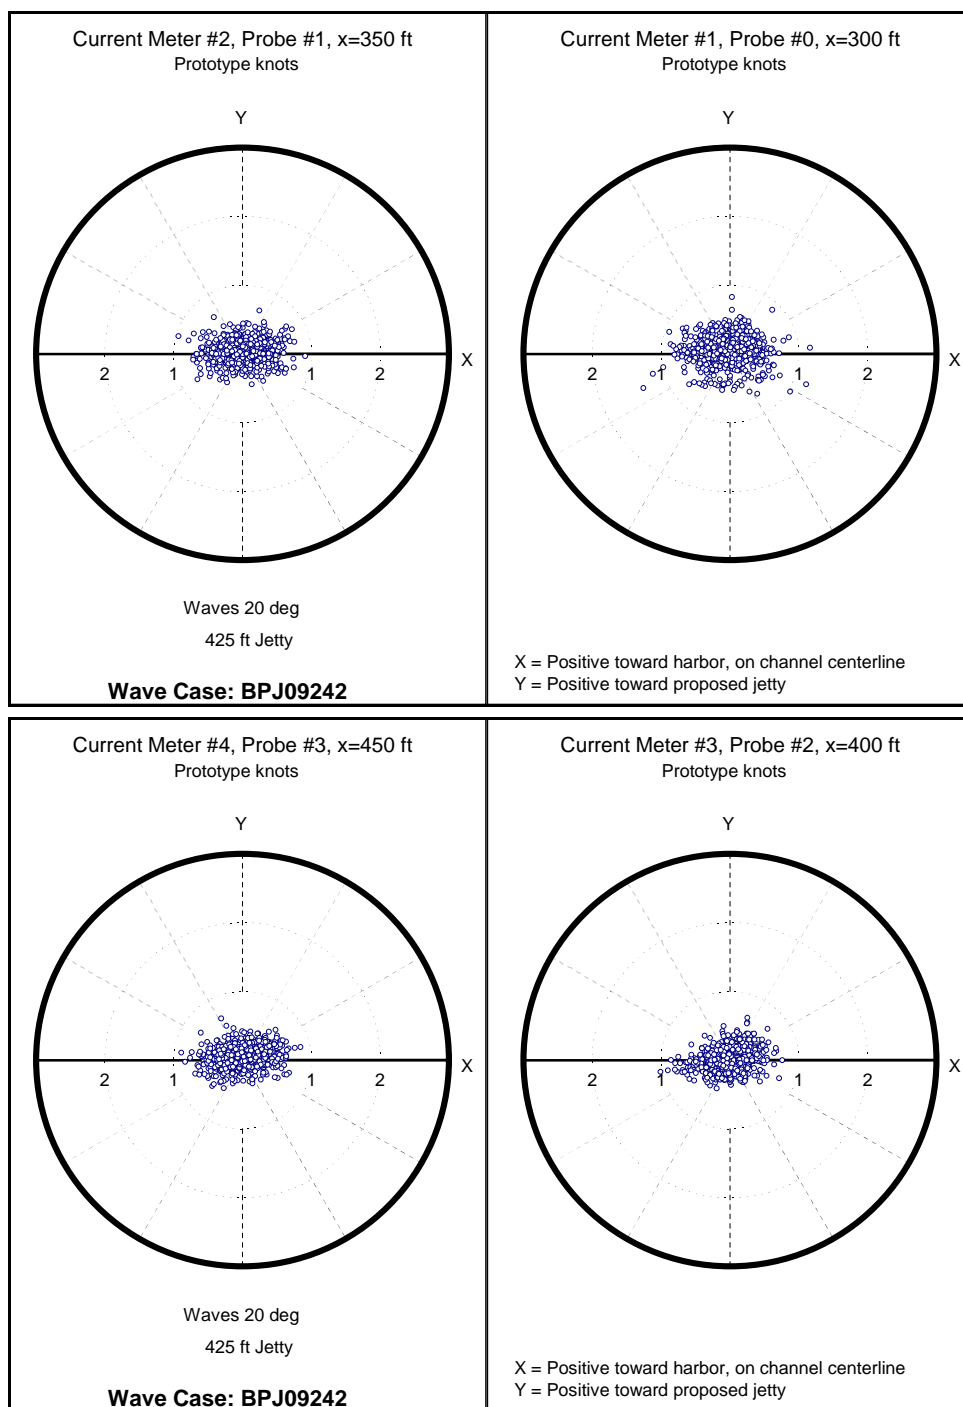 Current Meter #2, Probe #1, x=350 ft
Prototype knots
Y
X
2 1 1 2
Waves 20 deg
425 ft Jetty
Wave Case: BPJ09242
Current Meter #1, Probe #0, x=300 ft
Prototype knots
Y
X
2 1 1 2
X = Positive toward harbor, on channel centerline
Y = Positive toward proposed jetty
Current Meter #4, Probe #3, x=450 ft
Prototype knots
Y
X
2 1 1 2
Waves 20 deg
425 ft Jetty
Wave Case: BPJ09242
Current Meter #3, Probe #2, x=400 ft
Prototype knots
Y
X
2 1 1 2
X = Positive toward harbor, on channel centerline
Y = Positive toward proposed jetty